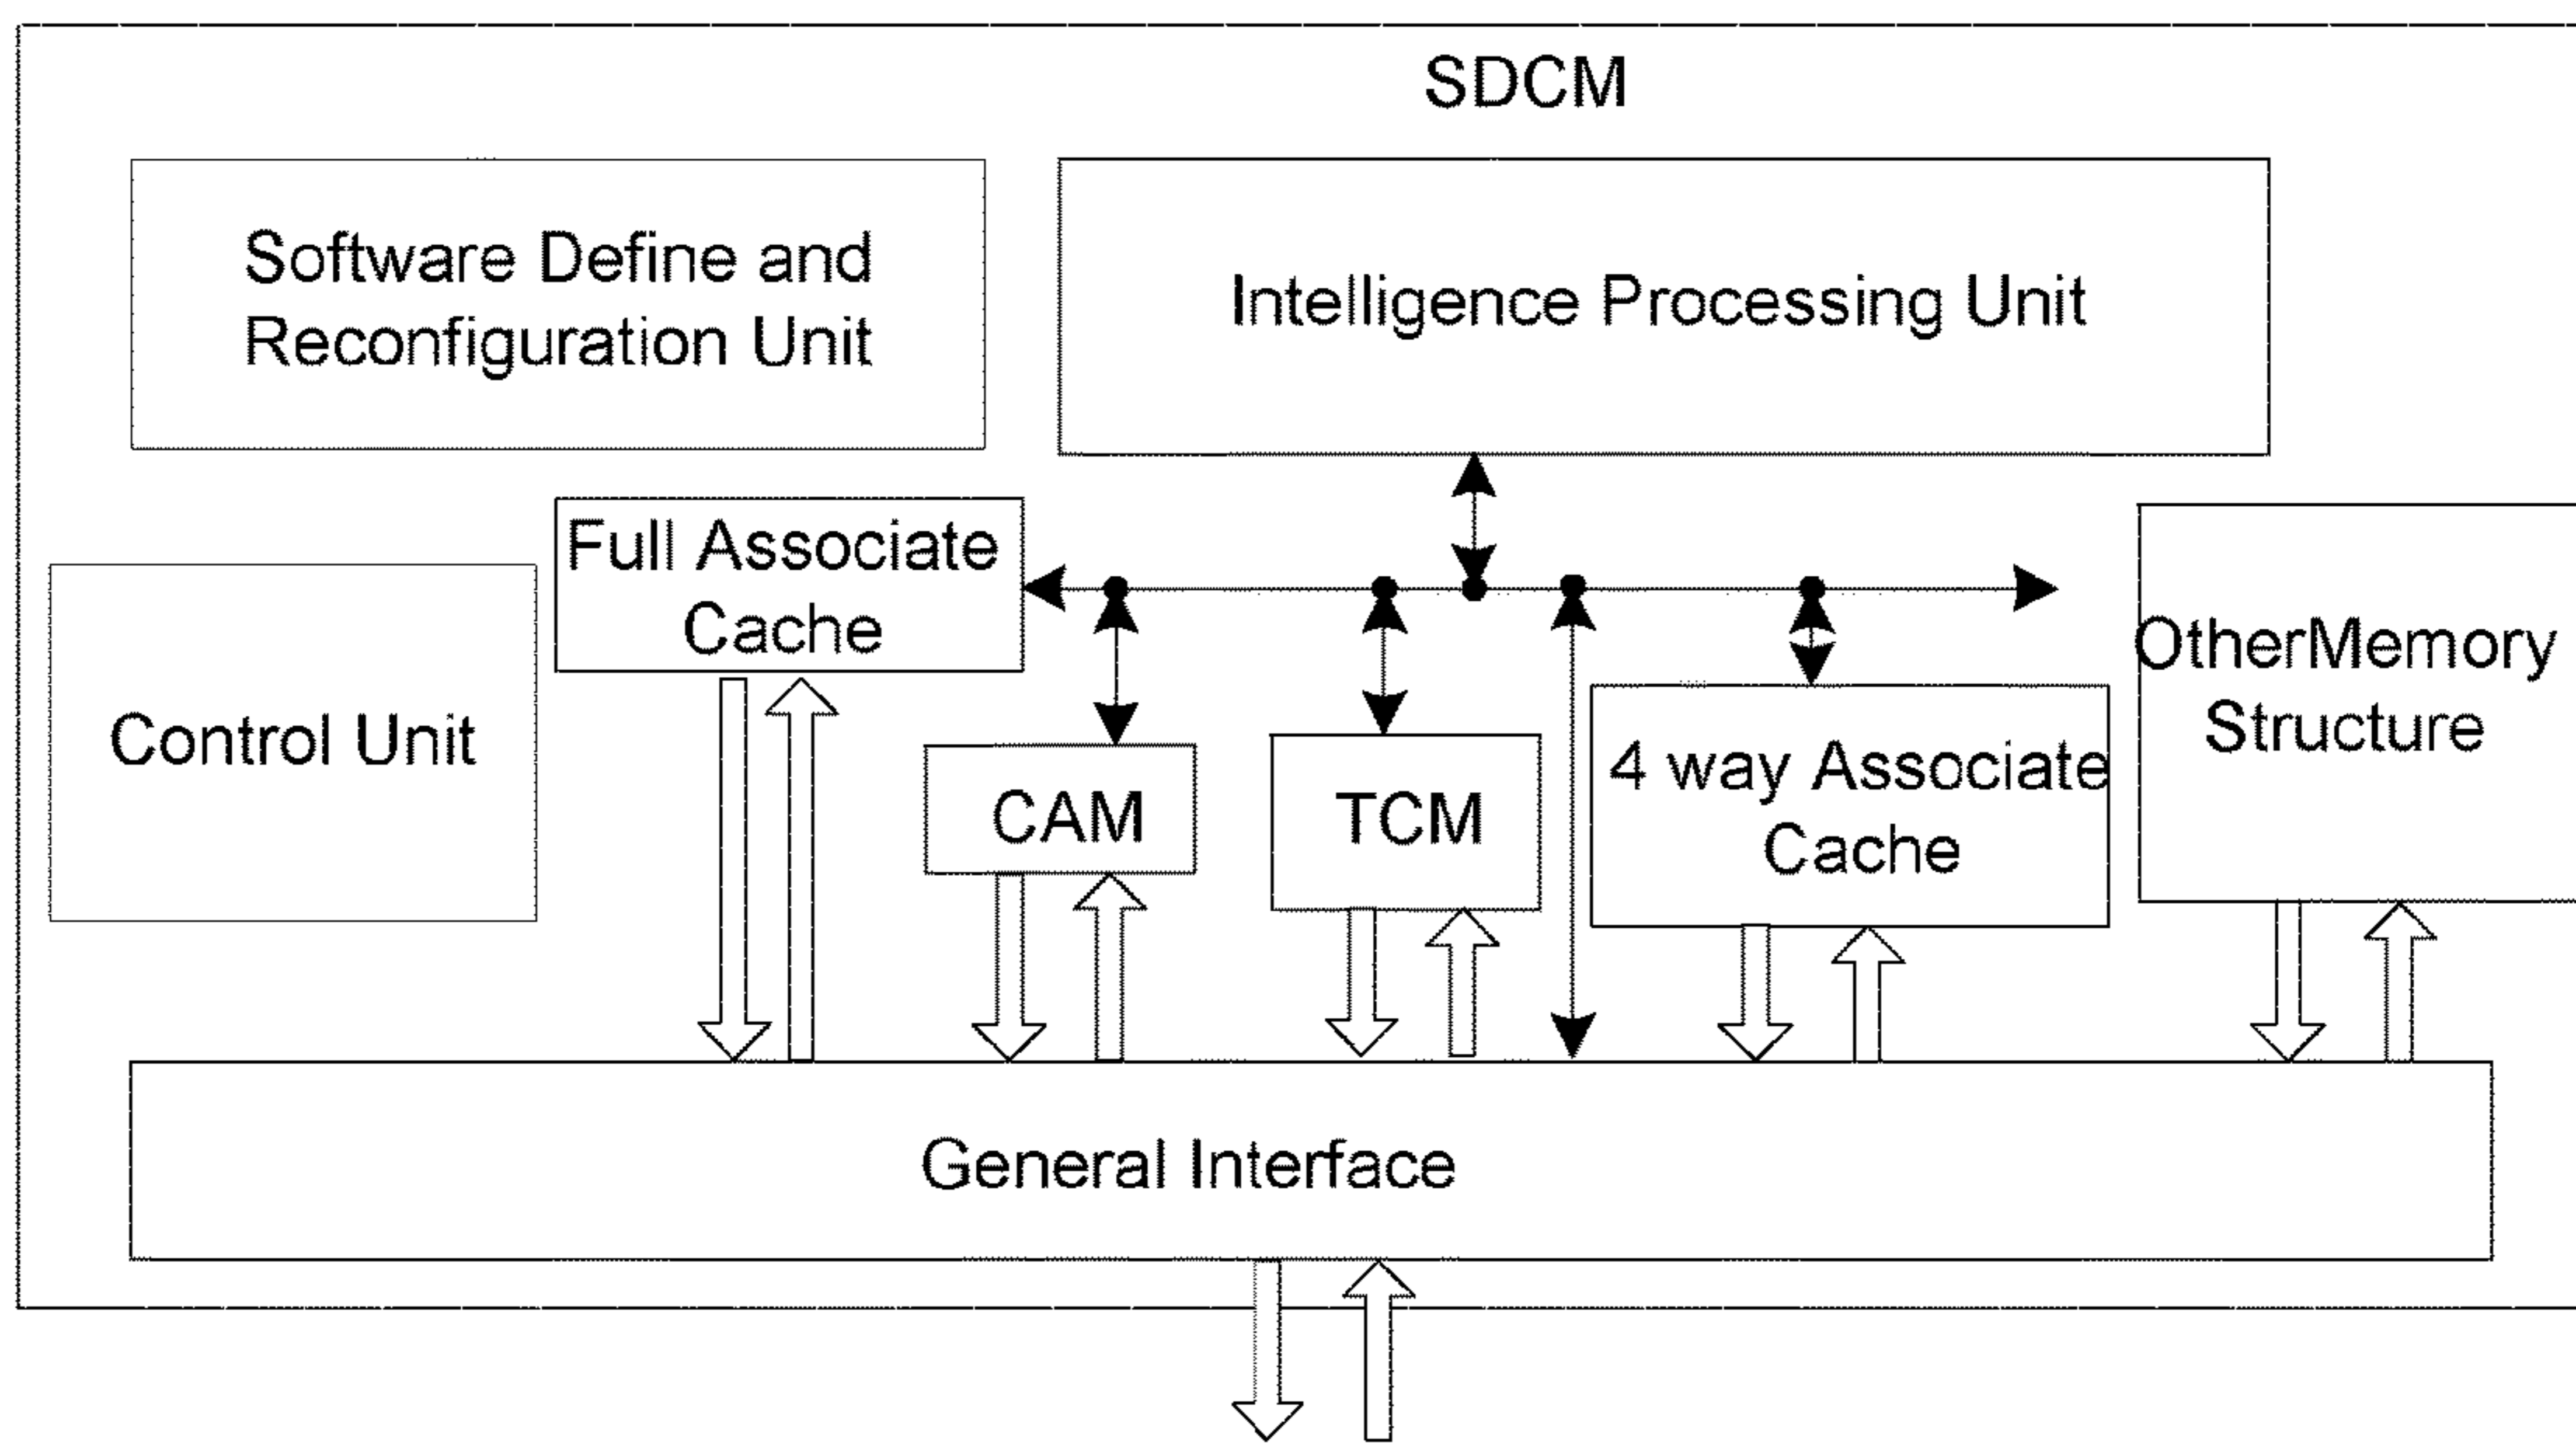 SDCM
Software Define and
Reconfiguration Unit
Intelligence Processing Unit
Full Associate
Cache
Control Unit
CAM
TCM
4 way Associate
Cache
OtherMemory
Structure
General Interface